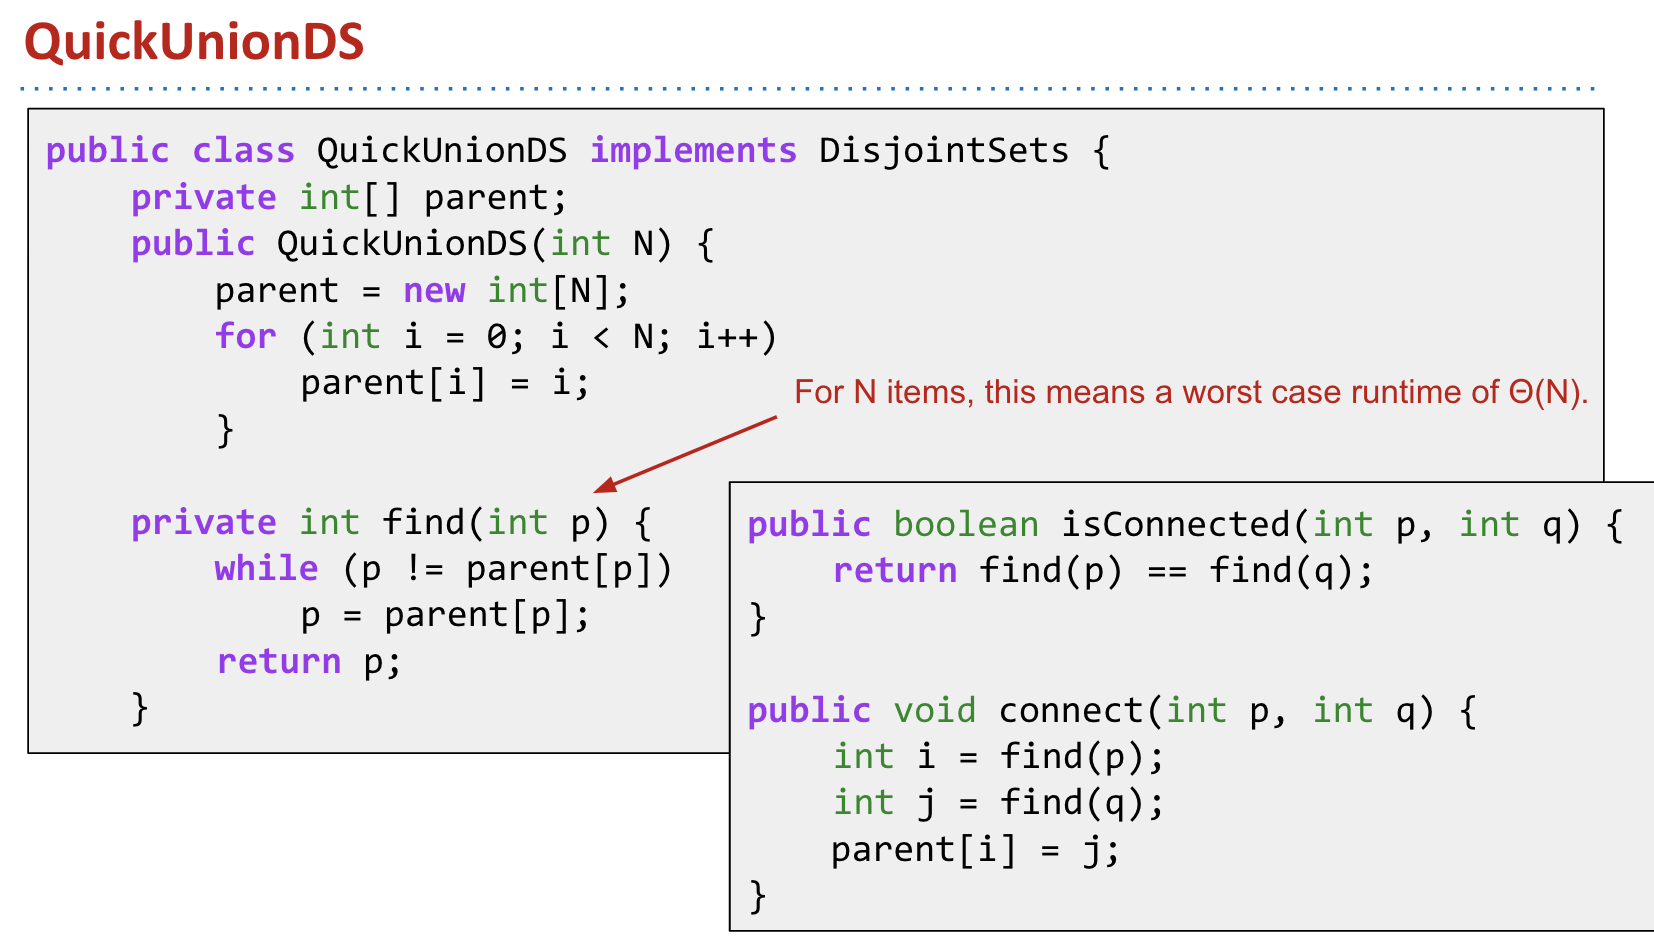 QuickUnionDS
public class QuickUnionDS implements DisjointSets {
private int[] parent;
public QuickUnionDS(int N) {
parent = new int[N];
for (int i = 0; i < N; i++)
parent[i] = i;
}
For N items, this means a worst case runtime of Θ(N).
private int find(int p) {
while (p != parent[p])
p = parent[p];
return p;
}
public boolean isConnected(int p, int q) {
return find(p) == find(q);
}
public void connect(int p, int q) {
int i = find(p);
int j = find(q);
parent[i] = j;
}